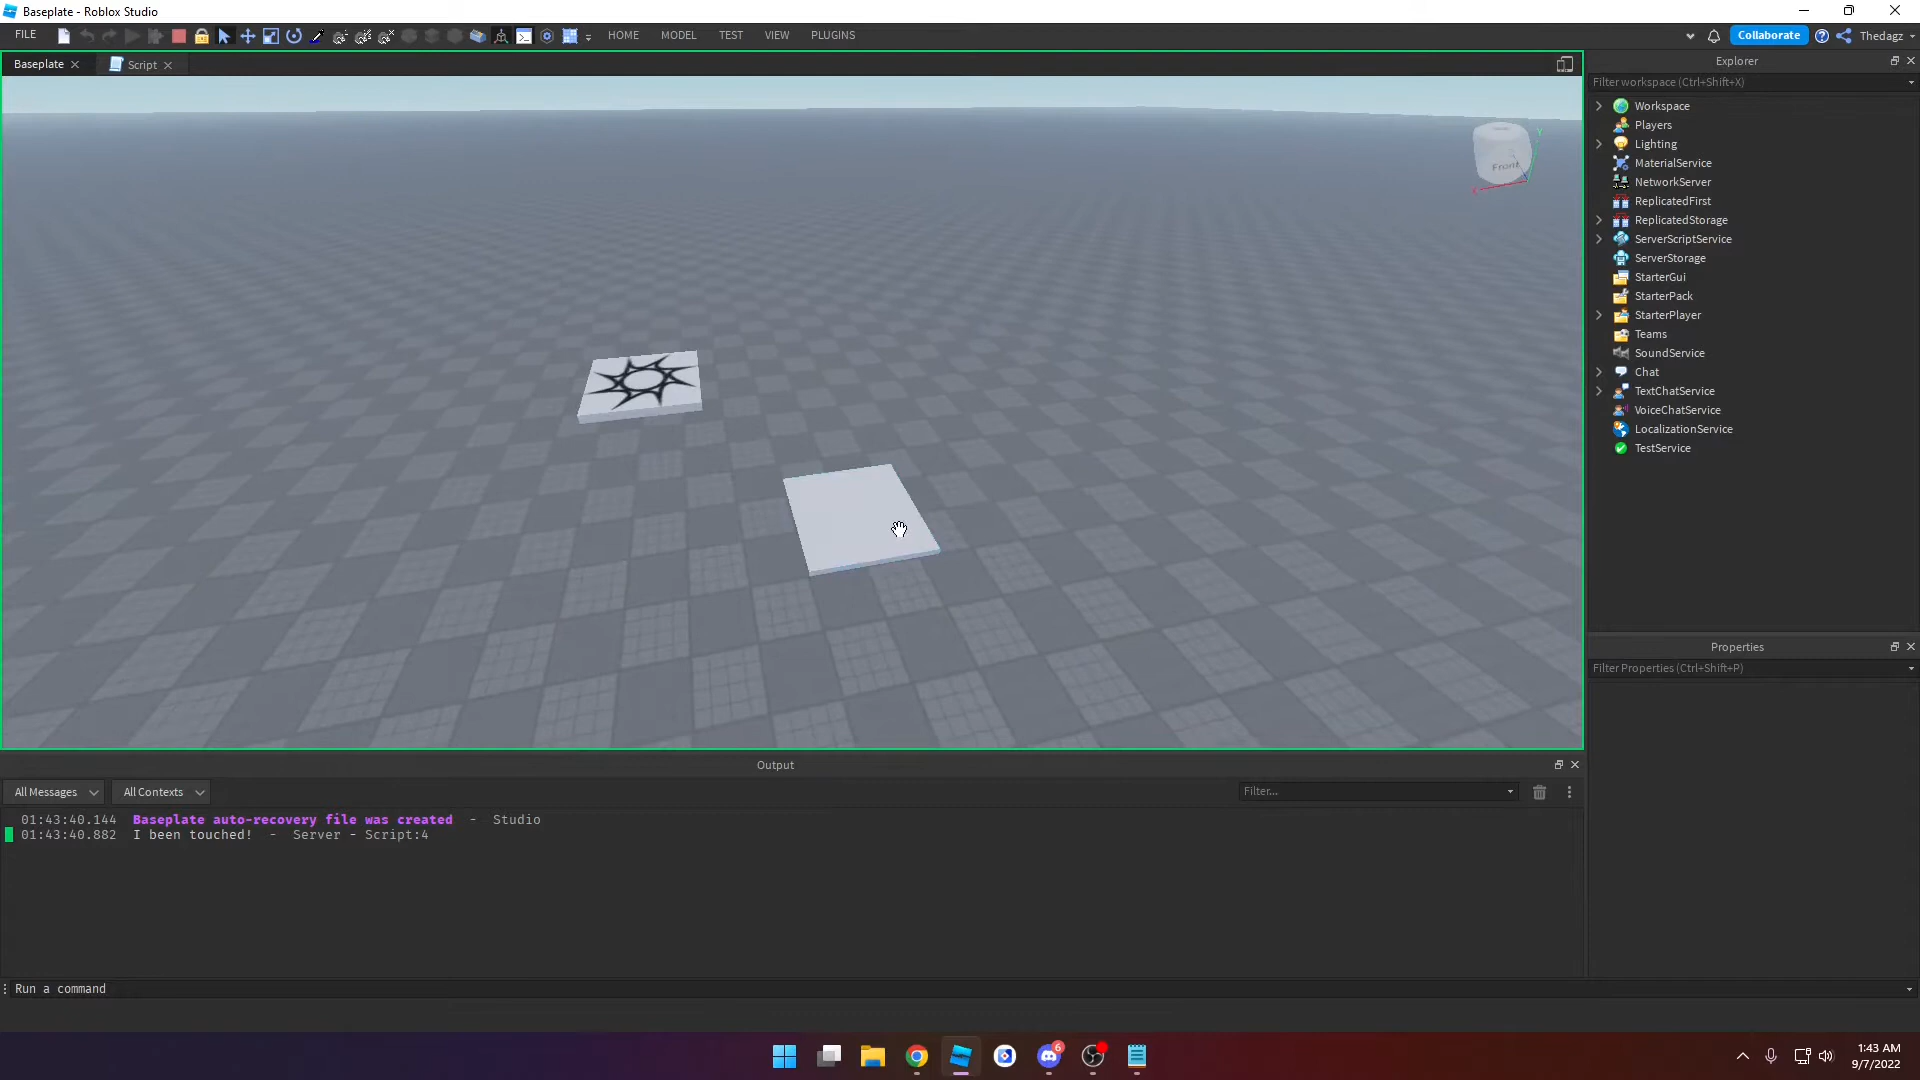 Baseplate - Roblox Studio
FILE
HOME
MODEL
TEST
VIEW
PLUGINS
Collaborate
Thedagz
Baseplate
Script
Explorer
Filter workspace (Ctrl+Shift+X)
Workspace
Players
Lighting
MaterialService
NetworkServer
ReplicatedFirst
ReplicatedStorage
ServerScriptService
ServerStorage
StarterGui
StarterPack
StarterPlayer
Teams
SoundService
Chat
TextChatService
VoiceChatService
LocalizationService
TestService
Front
Y
Properties
Filter Properties (Ctrl+Shift+P)
Output
All Messages
All Contexts
Filter...
01:43:40.144 Baseplate auto-recovery file was created - Studio
01:43:40.882 I been touched! - Server - Script:4
Run a command
6
1:43 AM
9/7/2022